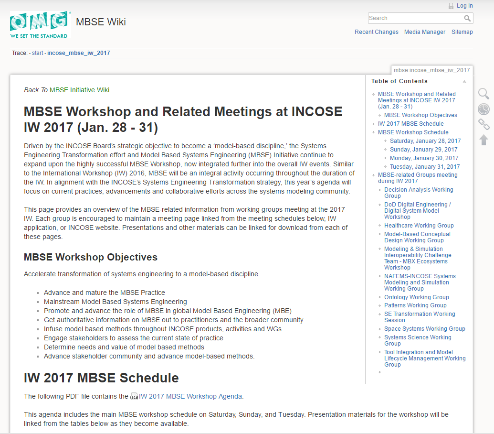 Log In
OMG
WE SET THE STANDARD
MBSE Wiki
Search
Recent Changes Media Manager Sitemap
Trace: · start · incose_mbse_iw_2017
mbse:incose_mbse_iw_2017
Back To MBSE Initiative Wiki
MBSE Workshop and Related Meetings at INCOSE
IW 2017 (Jan. 28 - 31)
Driven by the INCOSE Boards strategic objective to become a 'model-based discipline,' the Systems
Engineering Transformation effort and Model Based Systems Engineering (MBSE) Initiative continue to
expand upon the highly successful MBSE Workshop, now integrated further into the overall IW events. Similar
to the International Workshop (IW) 2016, MBSE will be an integral activity occurring throughout the duration
of the IW. In alignment with the INCOSE's Systems Engineering Transformation strategy, this year's agenda will
focus on current practices, advancements and collaborative efforts across the systems modeling community.
This page provides an overview of the MBSE related information from working groups meeting at the 2017
IW. Each group is encouraged to maintain a meeting page linked from the meeting schedules below, IW
application, or INCOSE website. Presentations and other materials can be linked for download from each of
these pages.
MBSE Workshop Objectives
Accelerate transformation of systems engineering to a model-based discipline...
Advance and mature the MBSE Practice
Mainstream Model Based Systems Engineering
Promote and advance the role of MBSE in global Model Based Engineering (MBE)
Get authoritative information on MBSE out to practitioners and the broader community
Infuse model based methods throughout INCOSE products, activities and WGs
Engage stakeholders to assess the current state of practice
Determine needs and value of model based methods
Advance stakeholder community and advance model-based methods.
IW 2017 MBSE Schedule
The following PDF file contains the IW 2017 MBSE Workshop Agenda.
This agenda includes the main MBSE workshop schedule on Saturday, Sunday, and Tuesday. Presentation materials for the workshop will be
linked from the tables below as they become available.
Table of Contents
MBSE Workshop and Related
Meetings at INCOSE IW 2017
(Jan. 28 - 31)
MBSE Workshop Objectives
IW 2017 MBSE Schedule
MBSE Workshop Schedule
Saturday, January 28, 2017
Sunday, January 29, 2017
Monday, January 30, 2017
Tuesday, January 31, 2017
MBSE-related Groups meeting
during IW 2017
Decision Analysis Working
Group
DoD Digital Engineering /
Digital System Model
Workshop
Healthcare Working Group
Model-Based Conceptual
Design Working Group
Modeling & Simulation
Interoperability Challenge
Team - MBX Ecosystems
Workshop
NAFEMS-INCOSE Systems
Modeling and Simulation
Working Group
Ontology Working Group
Patterns Working Group
SE Transformation Working
Session
Space Systems Working Group
Systems Science Working
Group
Tool Integration and Model
Lifecycle Management Working
Group